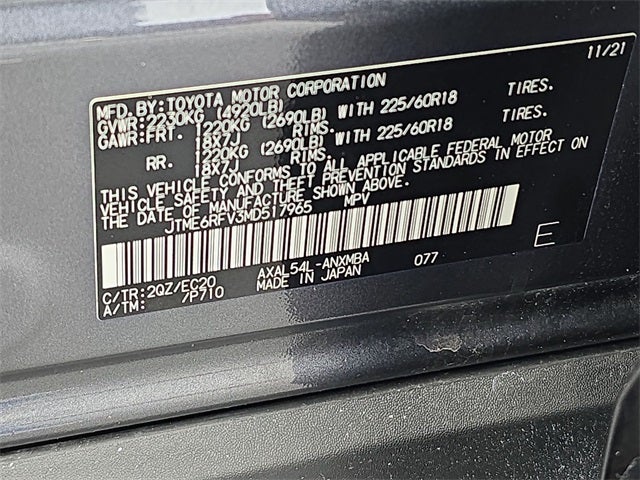 MFD. BY: TOYOTA MOTOR CORPORATION 11/21
GVWR: 2230KG (4920LB)
GAWR: FRT. 1220KG (2690LB) WITH 225/60R18 TIRES.
18X7J RIMS.
RR. 1220KG (2690LB) WITH 225/60R18 TIRES.
18X7J RIMS.
THIS VEHICLE CONFORMS TO ALL APPLICABLE FEDERAL MOTOR
VEHICLE SAFETY AND THEFT PREVENTION STANDARDS IN EFFECT ON
THE DATE OF MANUFACTURE SHOWN ABOVE.
JTME6RFV3MD517965 MPV
E
C/TR: 2QZ/EC20 AXAL54L-ANXMBA 077
A/TM: /P710 MADE IN JAPAN